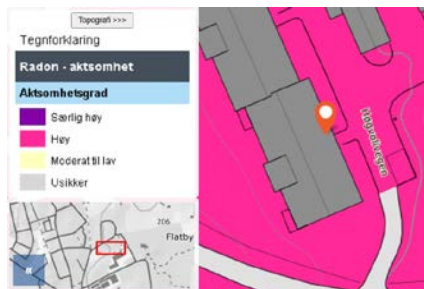 Topografi >>>
Tegnforklaring
Radon - aktsomhet
Aktsomhetsgrad
Særlig høy
Høy
Moderat til lav
Usikker
206
Flatby
«